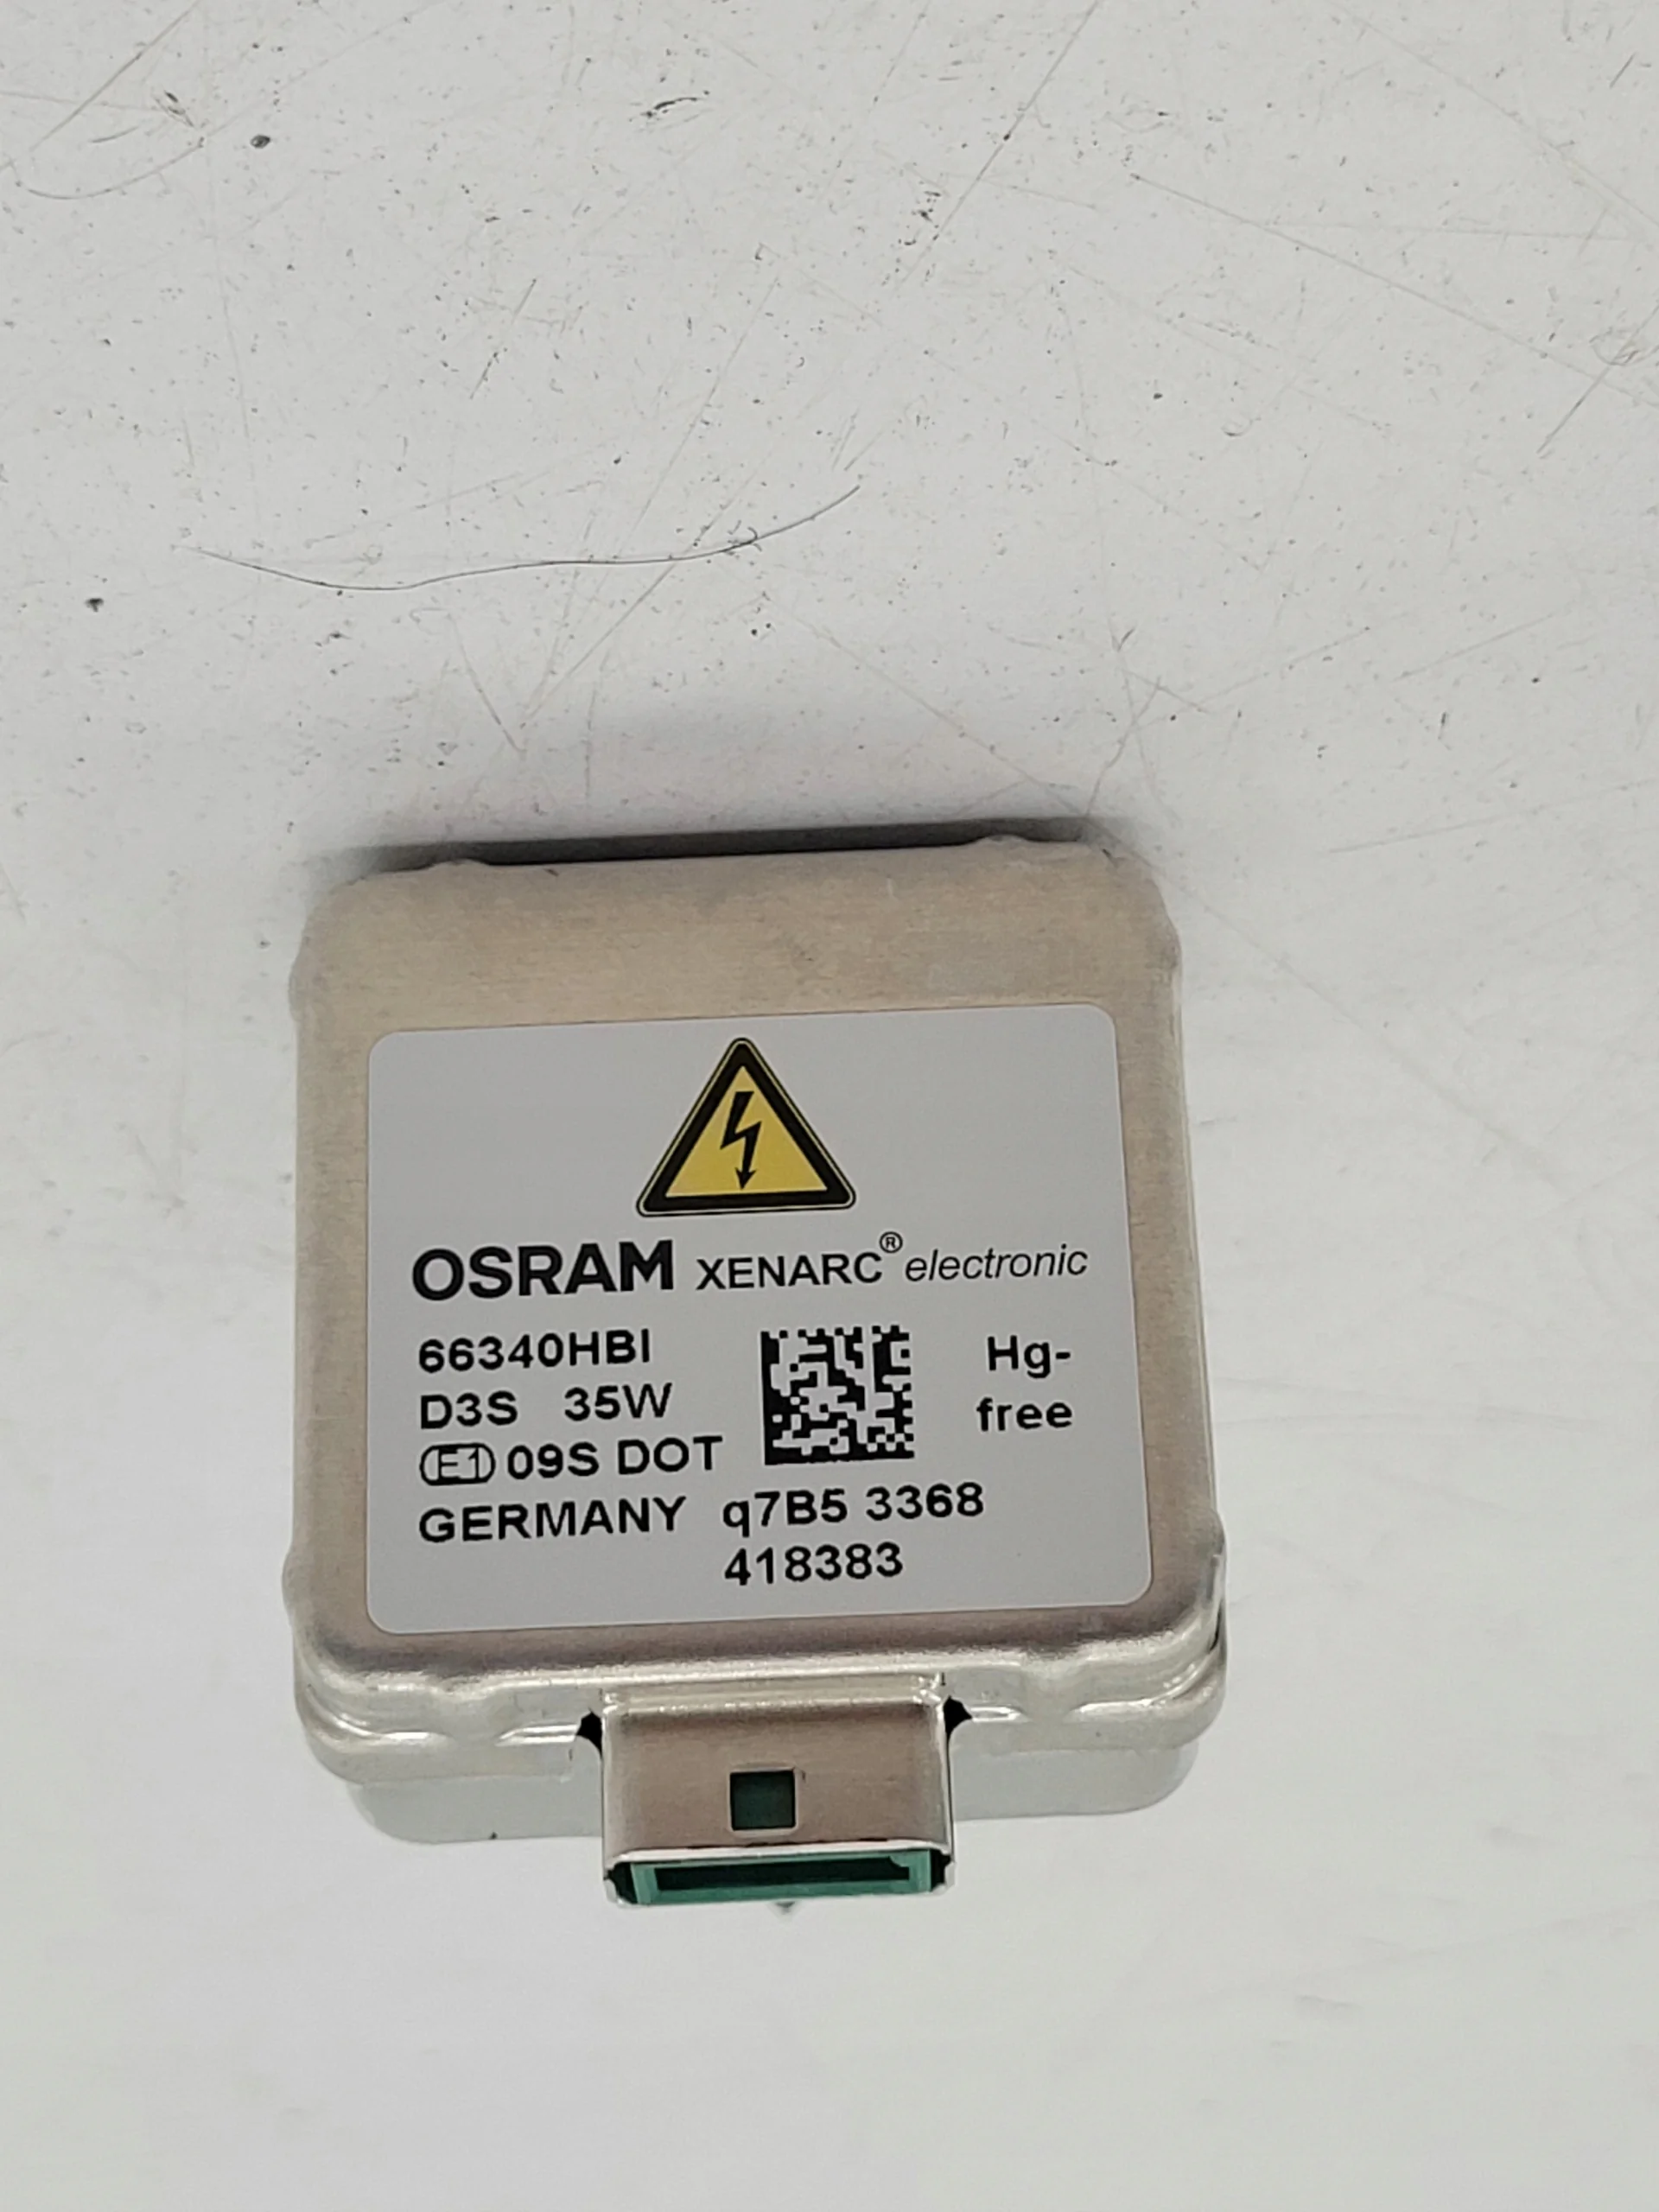 OSRAM XENARC® electronic
66340HBI
D3S 35W
E1 09S DOT
Hg-
free
GERMANY q7B5 3368
418383